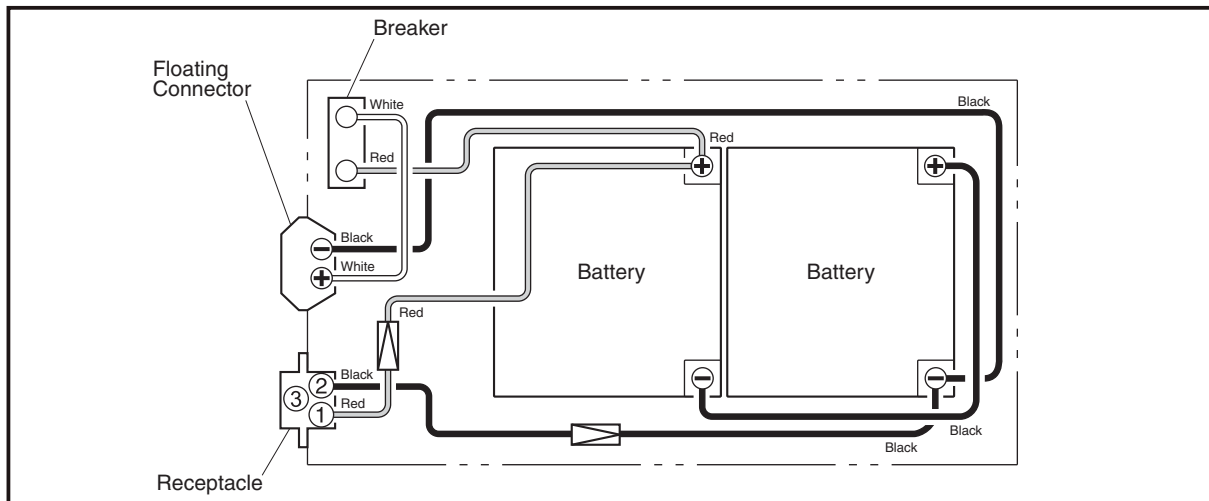 Breaker
Floating
Connector
White
Black
Red
Red
Black
White
Battery
Battery
Red
Black
2
3
1
Red
Black
Black
Receptacle